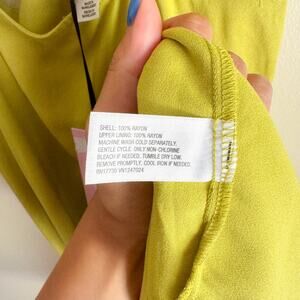 SHELL: 100% RAYON
UPPER LINING: 100% RAYON
MACHINE WASH COLD SEPARATELY.
GENTLE CYCLE. ONLY NON-CHLORINE
BLEACH IF NEEDED. TUMBLE DRY LOW.
REMOVE PROMPTLY. COOL IRON IF NEEDED.